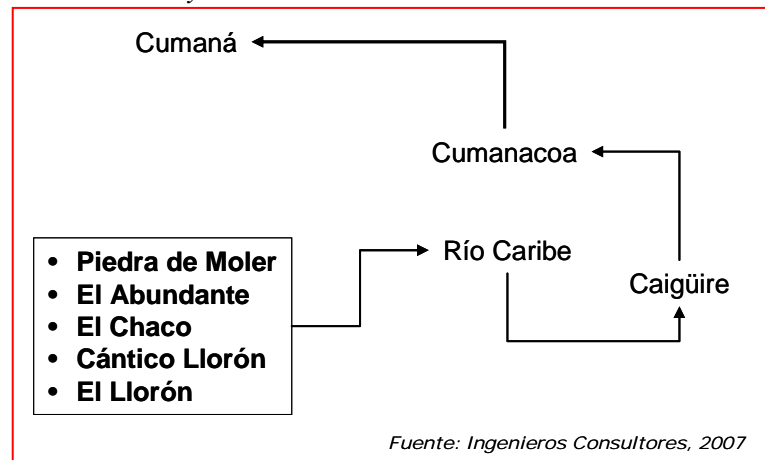 Cumaná
Cumanacoa
Río Caribe
Caigüire
• Piedra de Moler
• El Abundante
• El Chaco
• Cántico Llorón
• El Llorón
Fuente: Ingenieros Consultores, 2007